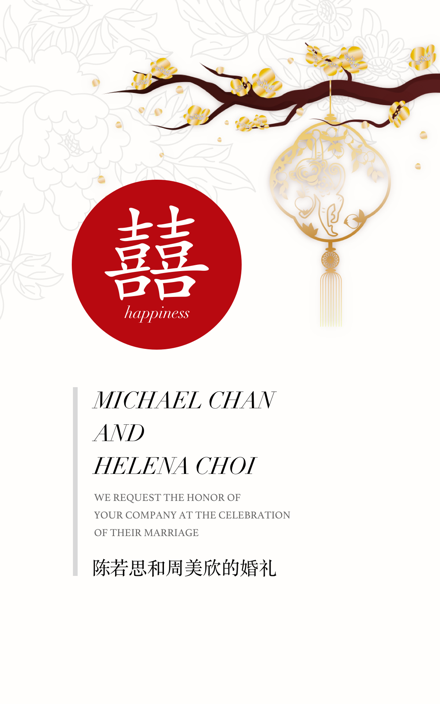 囍
happiness
MICHAEL CHAN
AND
HELENA CHOI
WE REQUEST THE HONOR OF
YOUR COMPANY AT THE CELEBRATION
OF THEIR MARRIAGE
陈若思和周美欣的婚礼